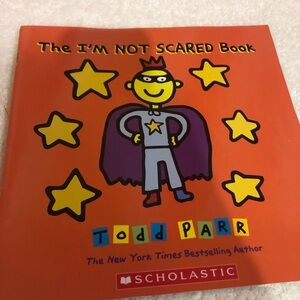 The I'M NOT SCARED Book
TODD PARR
The New York Times Bestselling Author
SCHOLASTIC